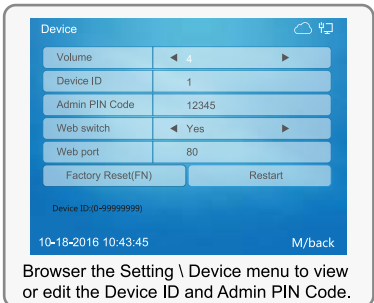 Device
Volume 4
Device ID 1
Admin PIN Code 12345
Web switch Yes
Web port 80
Factory Reset(FN) Restart
Device ID:(0-99999999)
10-18-2016 10:43:45 M/back
Browser the Setting \ Device menu to view
or edit the Device ID and Admin PIN Code.